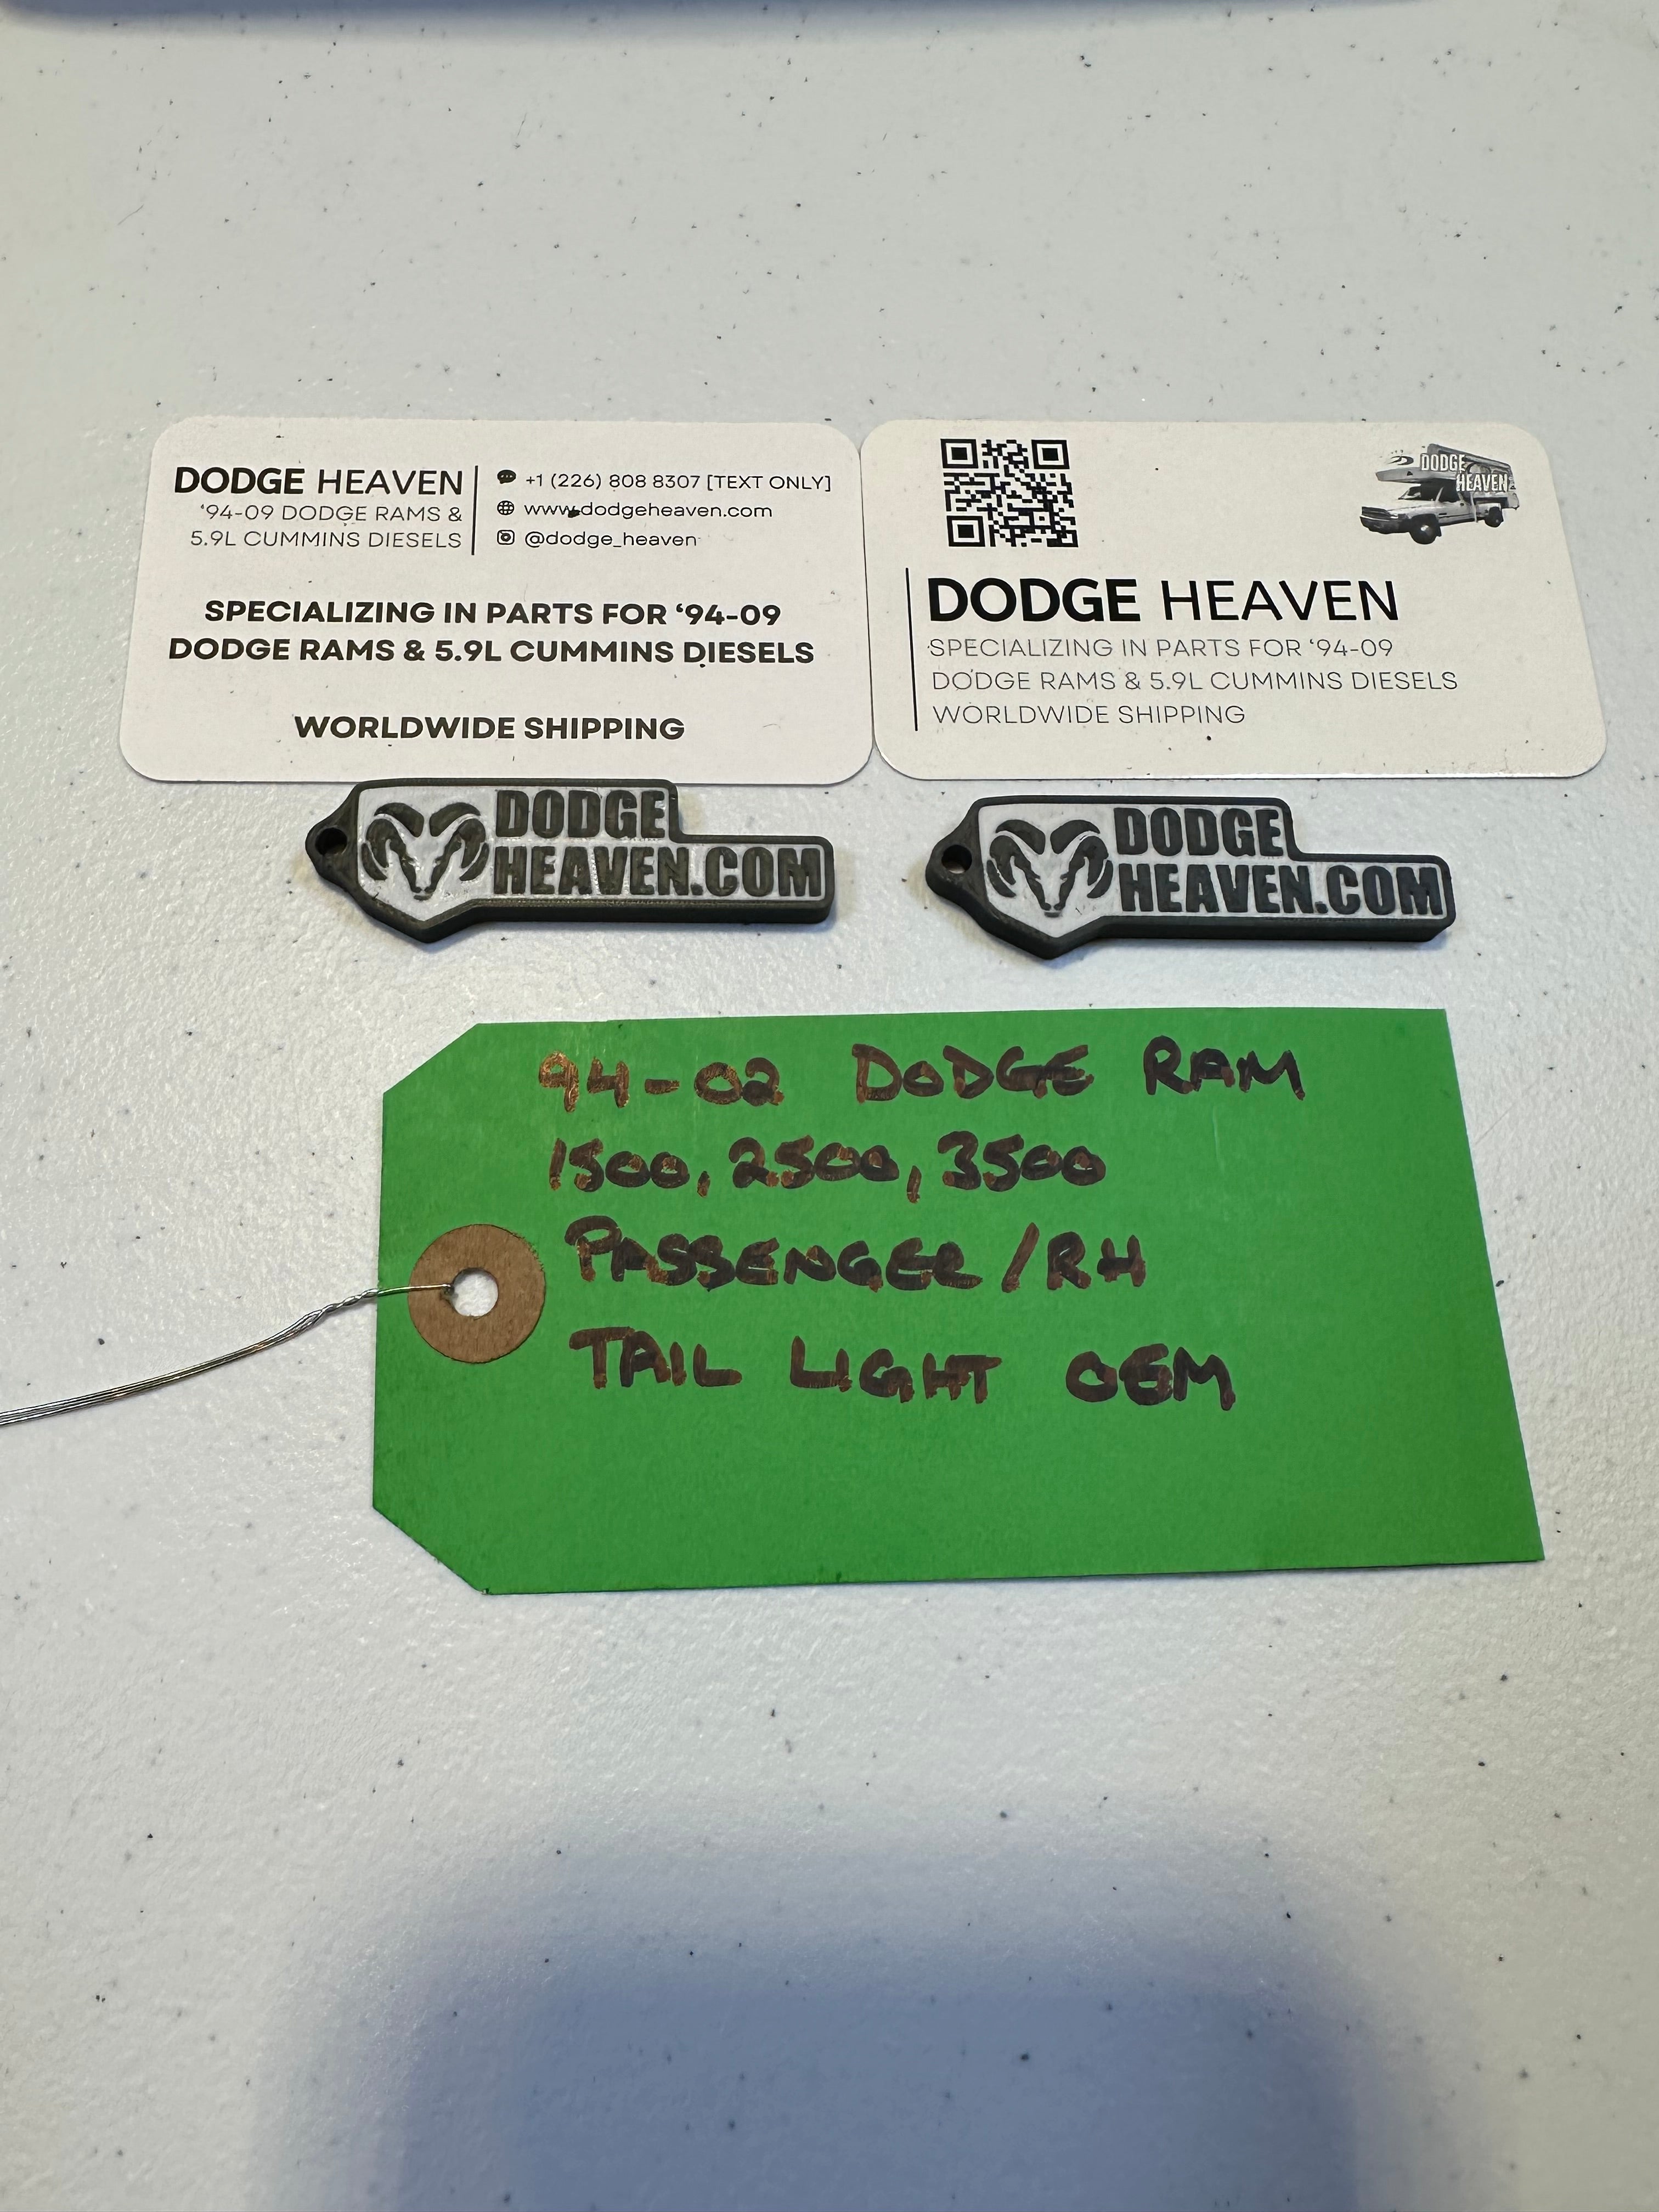 DODGE HEAVEN
‘94-09 DODGE RAMS &
5.9L CUMMINS DIESELS
+1 (226) 808 8307 [TEXT ONLY]
www.dodgeheaven.com
@dodge_heaven
SPECIALIZING IN PARTS FOR ‘94-09
DODGE RAMS & 5.9L CUMMINS DIESELS
WORLDWIDE SHIPPING
DODGE
HEAVEN
DODGE HEAVEN
SPECIALIZING IN PARTS FOR ‘94-09
DODGE RAMS & 5.9L CUMMINS DIESELS
WORLDWIDE SHIPPING
DODGE
HEAVEN.COM
DODGE
HEAVEN.COM
94-02 DODGE RAM
1500, 2500, 3500
PASSENGER/RH
TAIL LIGHT OEM